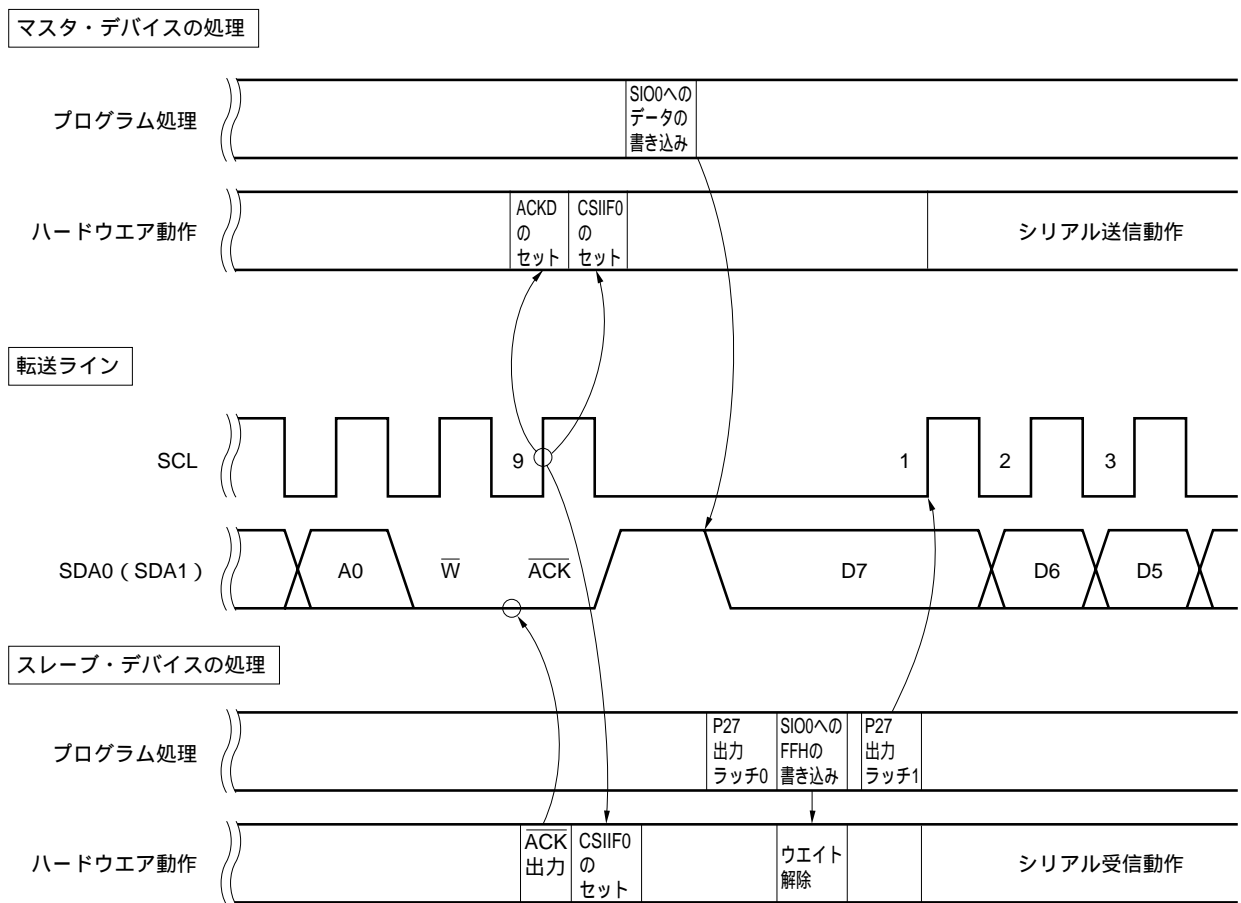 マスタ・デバイスの処理
プログラム処理
SIO0への
データの
書き込み
ハードウエア動作
ACKD
の
セット
CSIIF0
の
セット
シリアル送信動作
転送ライン
SCL
9
1
2
3
SDA0（SDA1）
A0
W̅
A̅C̅K̅
D7
D6
D5
スレーブ・デバイスの処理
プログラム処理
P27
出力
ラッチ0
SIO0への
FFHの
書き込み
P27
出力
ラッチ1
ハードウエア動作
A̅C̅K̅
出力
CSIIF0
の
セット
ウエイト
解除
シリアル受信動作